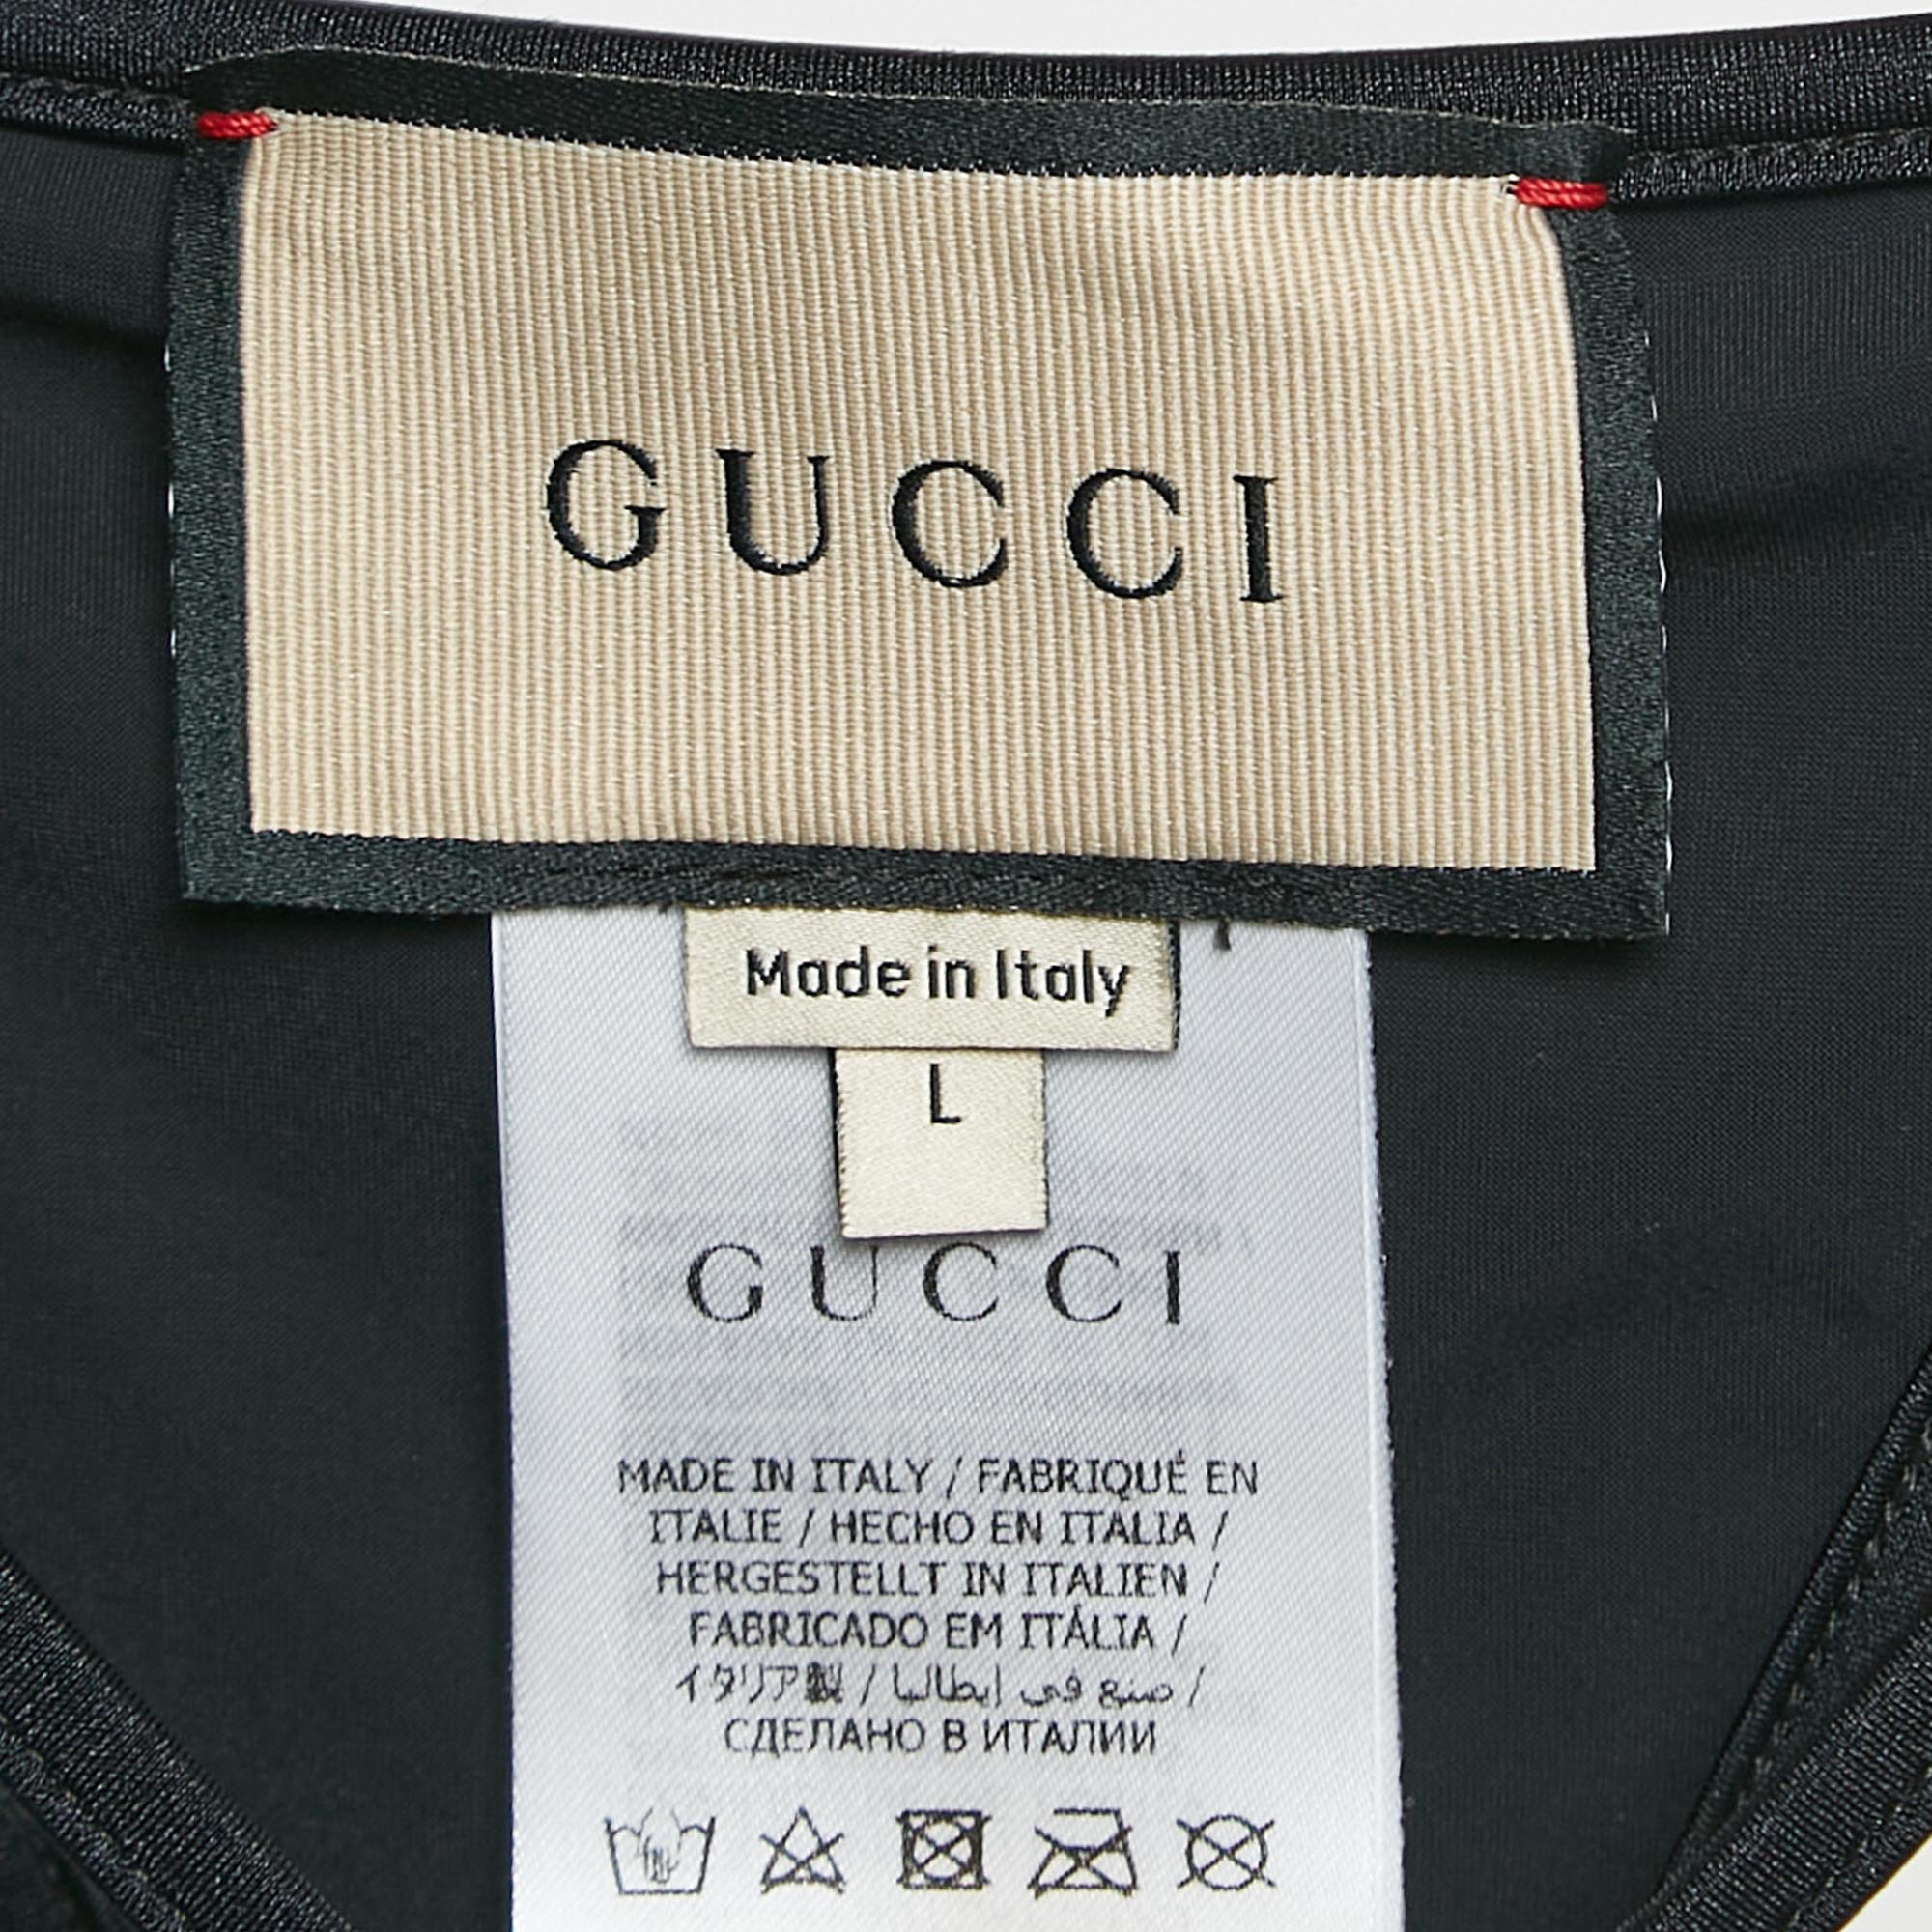 GUCCI
Made in Italy
L
GUCCI
MADE IN ITALY / FABRIQUÉ EN
ITALIE / HECHO EN ITALIA /
HERGESTELLT IN ITALIEN /
FABRICADO EM ITÁLIA /
イタリア製 / صنع في ايطاليا /
СДЕЛАНО В ИТАЛИИ